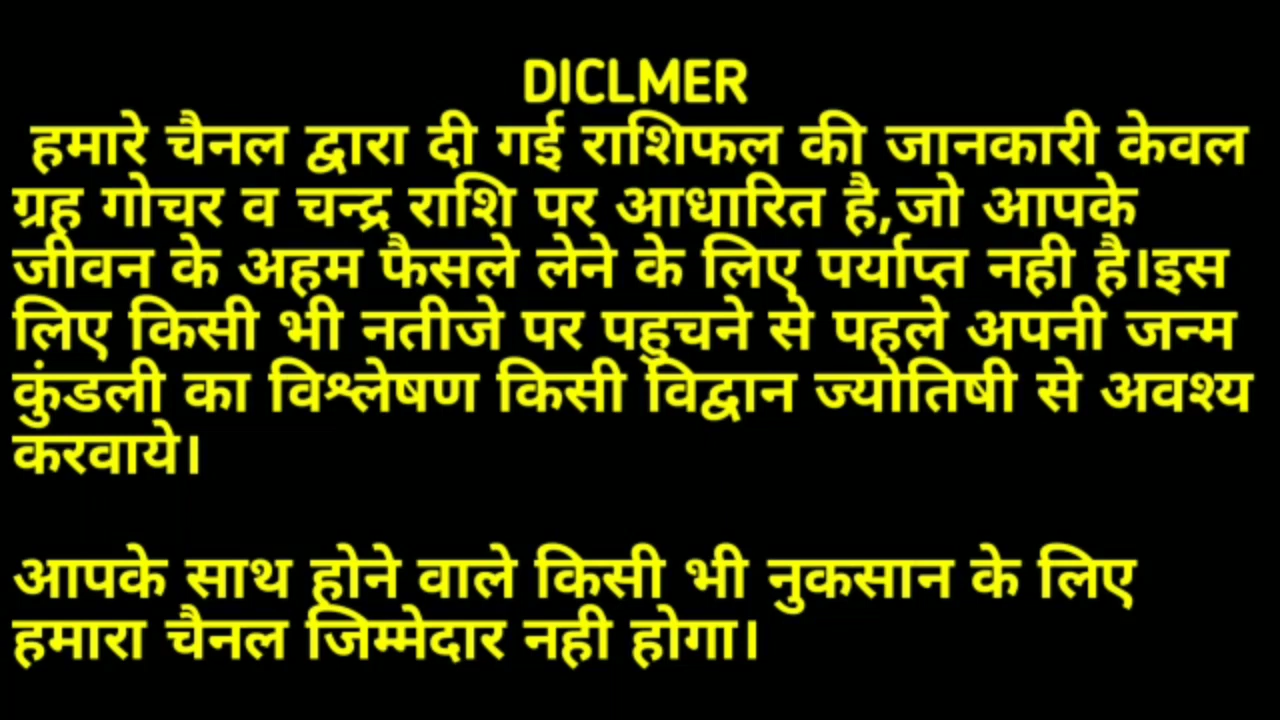 DICLMER
हमारे चैनल द्वारा दी गई राशिफल की जानकारी केवल
ग्रह गोचर व चन्द्र राशि पर आधारित है,जो आपके
जीवन के अहम फैसले लेने के लिए पर्याप्त नही है।इस
लिए किसी भी नतीजे पर पहुचने से पहले अपनी जन्म
कुंडली का विश्लेषण किसी विद्वान ज्योतिषी से अवश्य
करवाये।
आपके साथ होने वाले किसी भी नुकसान के लिए
हमारा चैनल जिम्मेदार नही होगा।